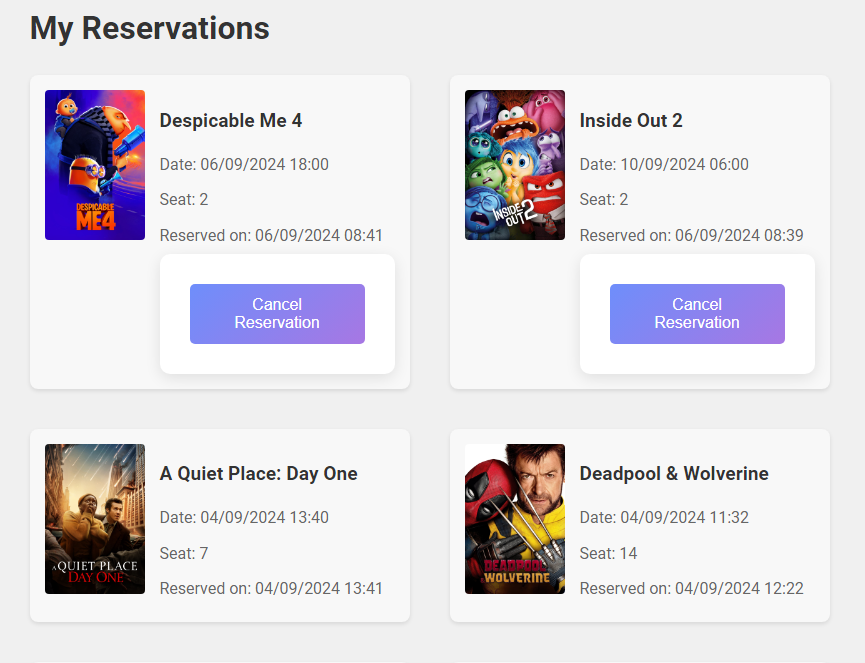 My Reservations
DESPICABLE
ME4
Despicable Me 4
Date: 06/09/2024 18:00
Seat: 2
Reserved on: 06/09/2024 08:41
Cancel
Reservation
INSIDE
OUT 2
Inside Out 2
Date: 10/09/2024 06:00
Seat: 2
Reserved on: 06/09/2024 08:39
Cancel
Reservation
A QUIET PLACE
DAY ONE
A Quiet Place: Day One
Date: 04/09/2024 13:40
Seat: 7
Reserved on: 04/09/2024 13:41
DEADPOOL
& WOLVERINE
Deadpool & Wolverine
Date: 04/09/2024 11:32
Seat: 14
Reserved on: 04/09/2024 12:22